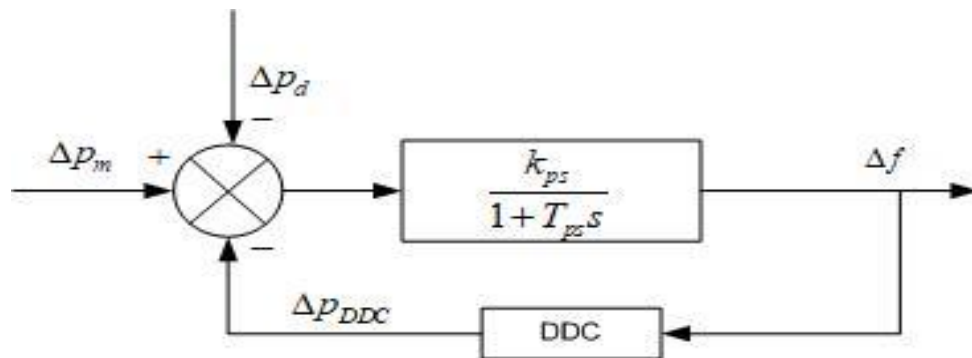 Δp_d
−
Δp_m
+
k_ps
1 + T_ps s
Δf
−
Δp_DDC
DDC